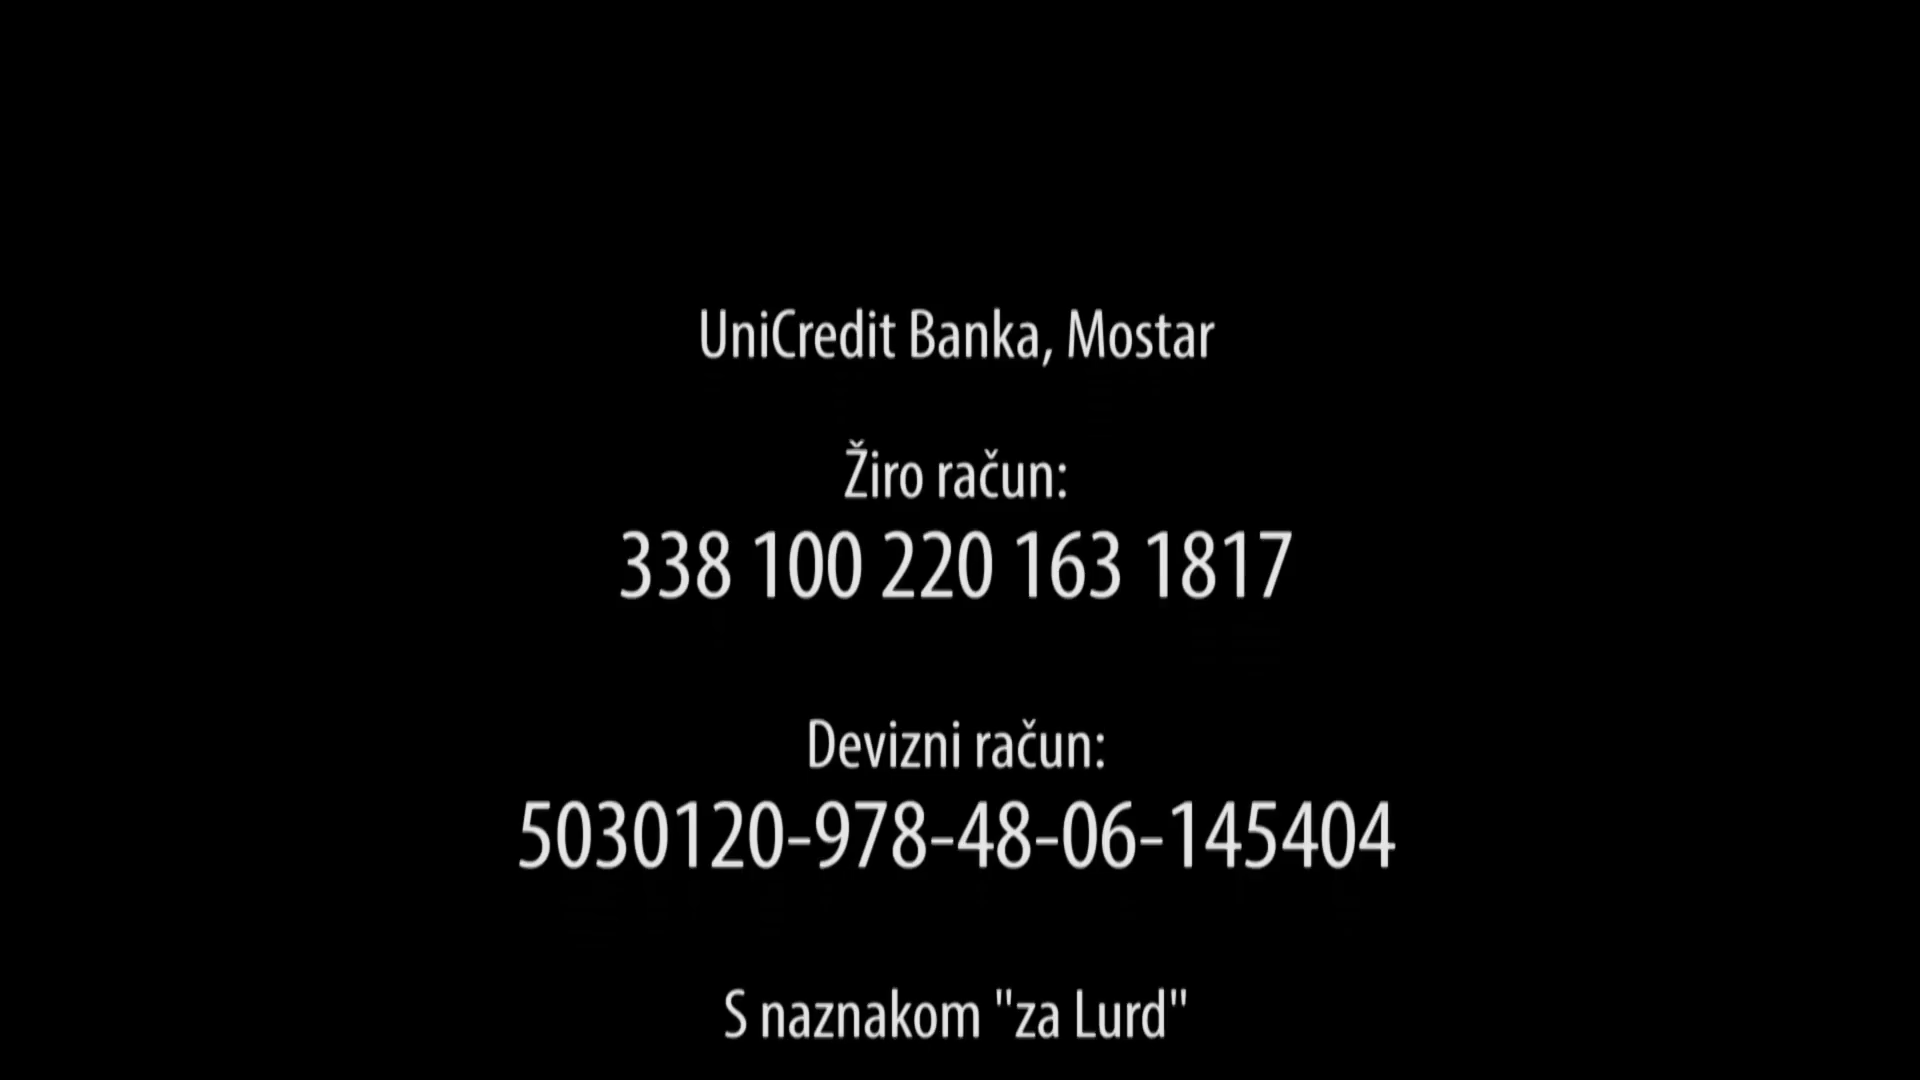 UniCredit Banka, Mostar
Žiro račun:
338 100 220 163 1817
Devizni račun:
5030120-978-48-06-145404
S naznakom "za Lurd"